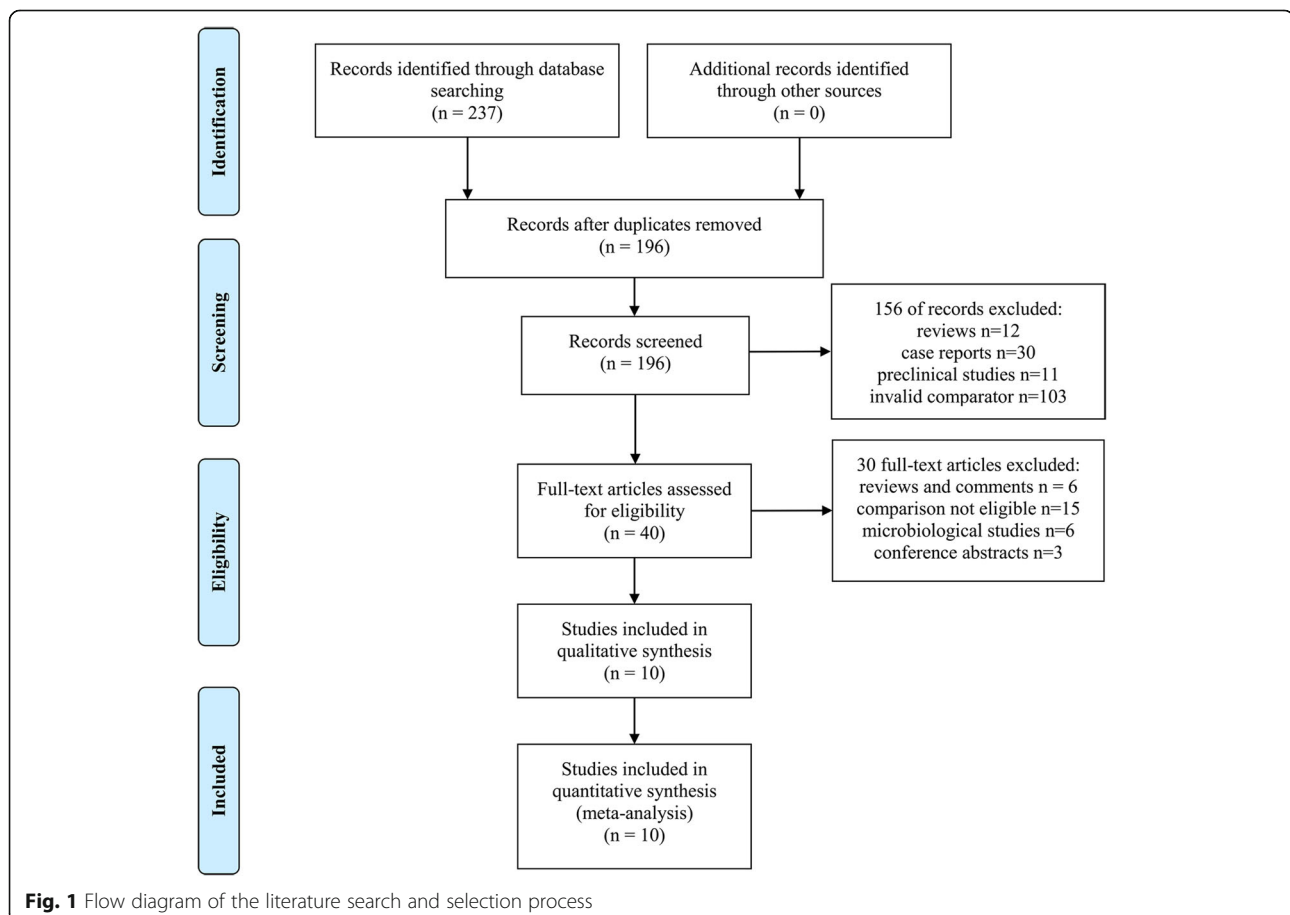 Identification
Records identified through database
searching
(n = 237)
Additional records identified
through other sources
(n = 0)
Records after duplicates removed
(n = 196)
Screening
Records screened
(n = 196)
156 of records excluded:
reviews n=12
case reports n=30
preclinical studies n=11
invalid comparator n=103
Eligibility
Full-text articles assessed
for eligibility
(n = 40)
30 full-text articles excluded:
reviews and comments n = 6
comparison not eligible n=15
microbiological studies n=6
conference abstracts n=3
Studies included in
qualitative synthesis
(n = 10)
Included
Studies included in
quantitative synthesis
(meta-analysis)
(n = 10)
Fig. 1 Flow diagram of the literature search and selection process